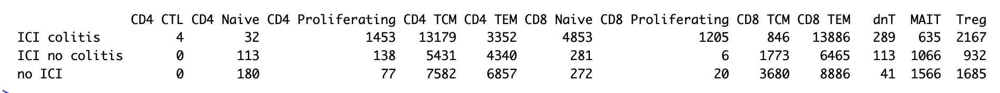 CD4 CTL CD4 Naive CD4 Proliferating CD4 TCM CD4 TEM CD8 Naive CD8 Proliferating CD8 TCM CD8 TEM dnT MAIT Treg
ICI colitis 4 32 1453 13179 3352 4853 1205 846 13886 289 635 2167
ICI no colitis 0 113 138 5431 4340 281 6 1773 6465 113 1066 932
no ICI 0 180 77 7582 6857 272 20 3680 8886 41 1566 1685
>